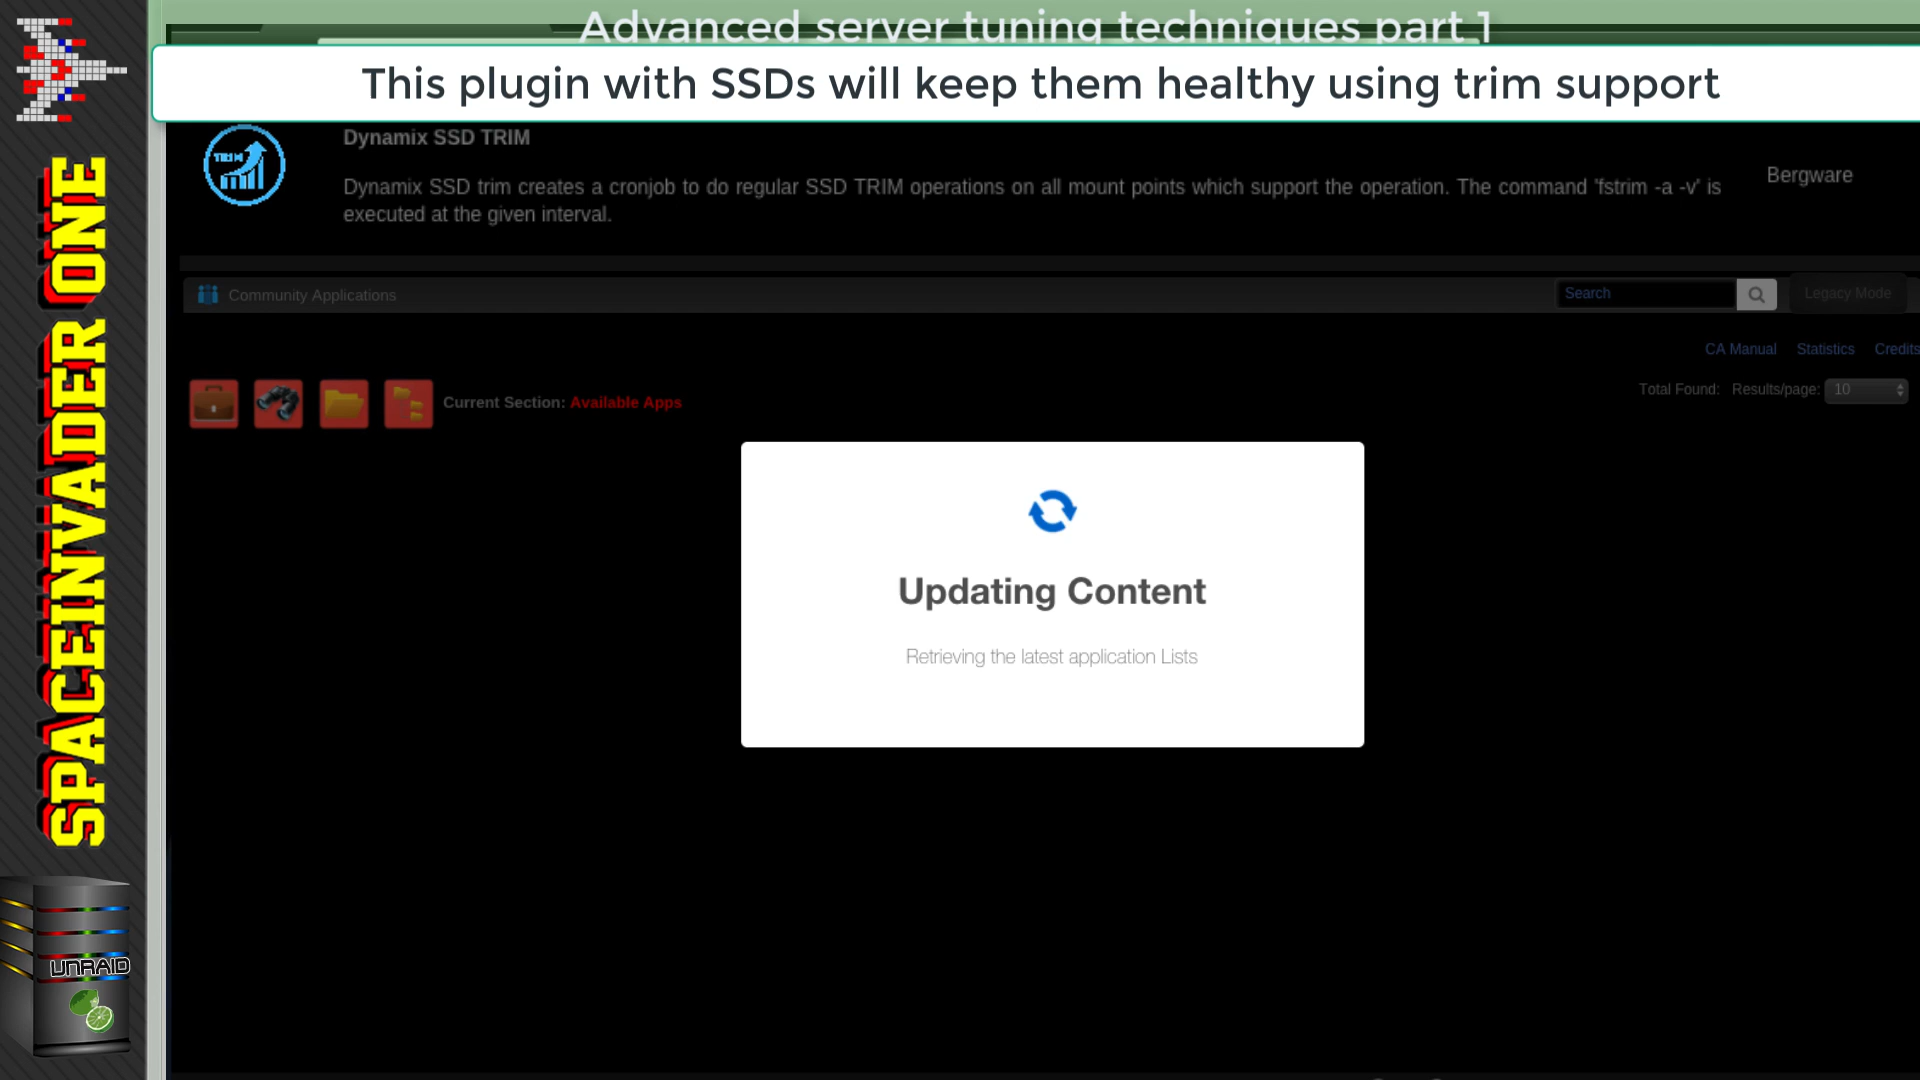 Advanced server tuning techniques part 1
This plugin with SSDs will keep them healthy using trim support
Dynamix SSD TRIM
TRIM
Dynamix SSD trim creates a cronjob to do regular SSD TRIM operations on all mount points which support the operation. The command 'fstrim -a -v' is
executed at the given interval.
Bergware
Community Applications
Search
Legacy Mode
CA Manual Statistics Credits
Current Section: Available Apps
Total Found: Results/page: 10
Updating Content
Retrieving the latest application Lists
SPACEINVADER ONE
UNRAID